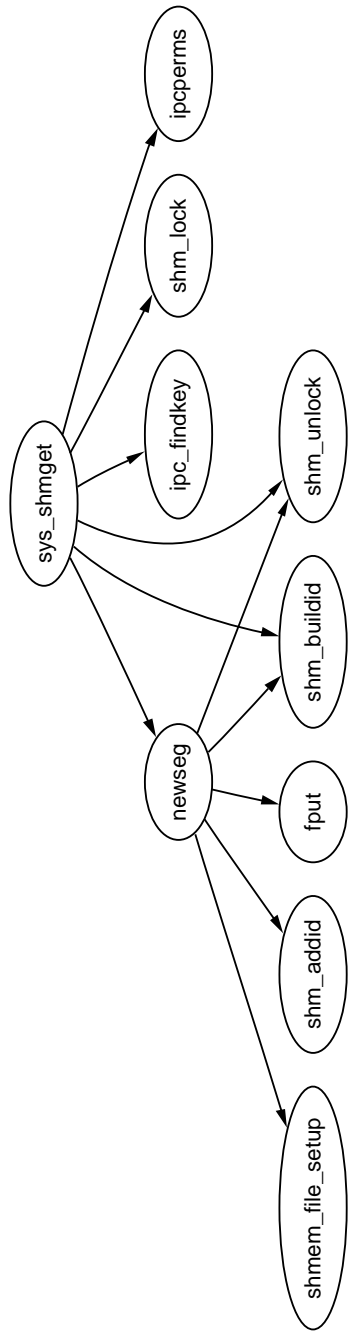 sys_shmget
newseg
ipc_findkey
shm_lock
ipcperms
shmem_file_setup
shm_addid
fput
shm_buildid
shm_unlock